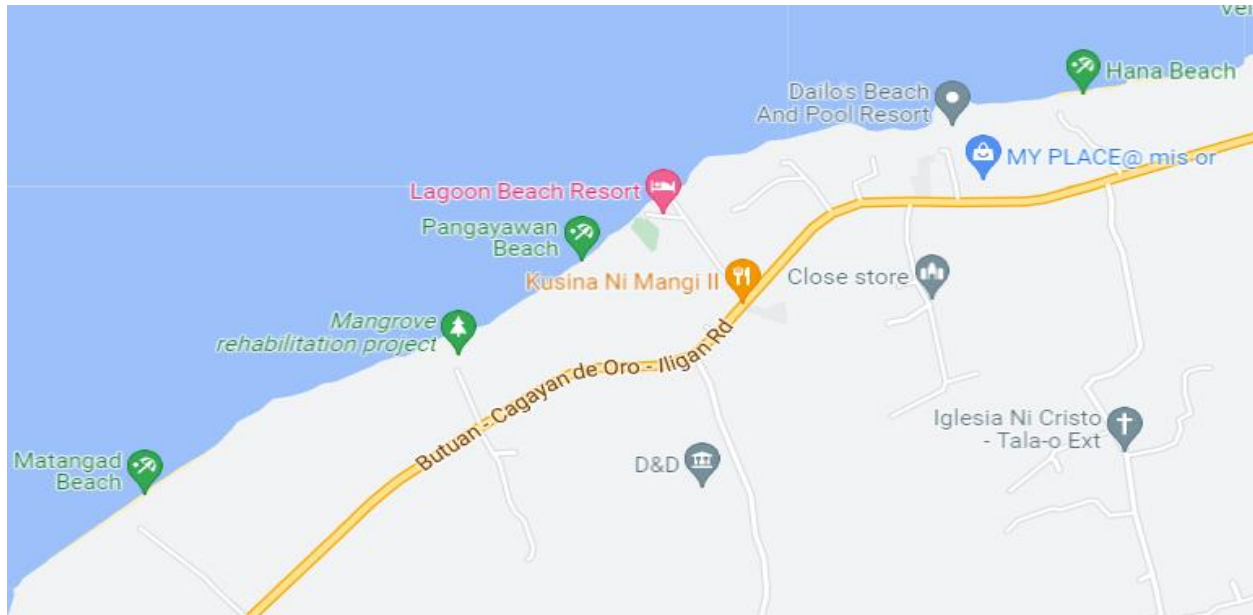 Hana Beach
Dailo's Beach
And Pool Resort
MY PLACE@ mis or
Lagoon Beach Resort
Pangayawan
Beach
Kusina Ni Mangi II
Close store
Mangrove
rehabilitation project
Butuan - Cagayan de Oro - Iligan Rd
Iglesia Ni Cristo
- Tala-o Ext
Matangad
Beach
D&D